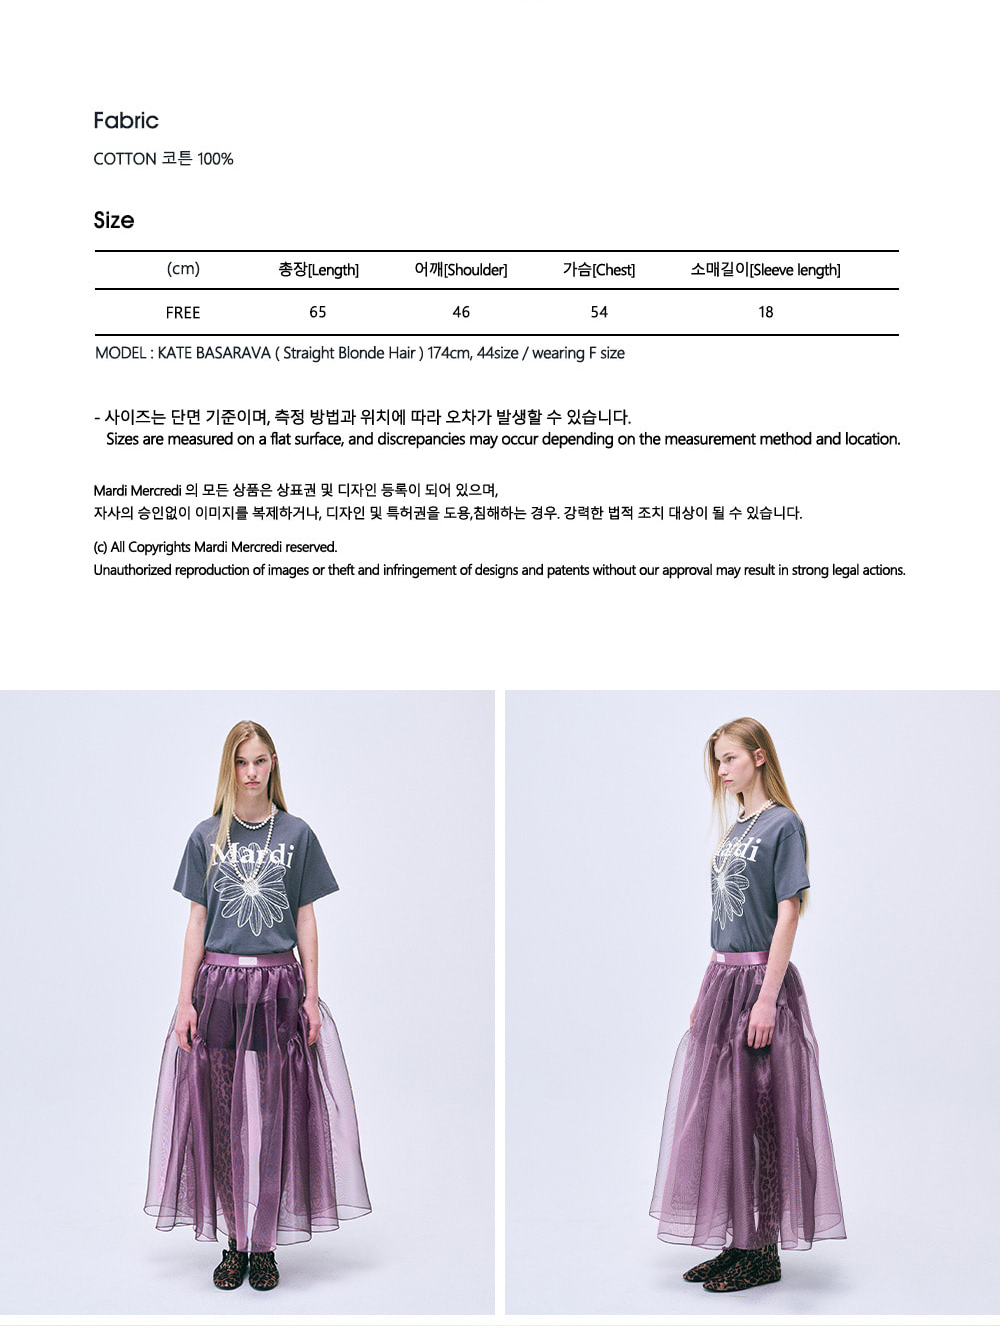 Fabric
COTTON 코튼 100%
Size
(cm) 총장[Length] 어깨[Shoulder] 가슴[Chest] 소매길이[Sleeve length]
FREE 65 46 54 18
MODEL : KATE BASARAVA ( Straight Blonde Hair ) 174cm, 44size / wearing F size
- 사이즈는 단면 기준이며, 측정 방법과 위치에 따라 오차가 발생할 수 있습니다.
Sizes are measured on a flat surface, and discrepancies may occur depending on the measurement method and location.
Mardi Mercredi 의 모든 상품은 상표권 및 디자인 등록이 되어 있으며,
자사의 승인없이 이미지를 복제하거나, 디자인 및 특허권을 도용,침해하는 경우. 강력한 법적 조치 대상이 될 수 있습니다.
(c) All Copyrights Mardi Mercredi reserved.
Unauthorized reproduction of images or theft and infringement of designs and patents without our approval may result in strong legal actions.
Mardi